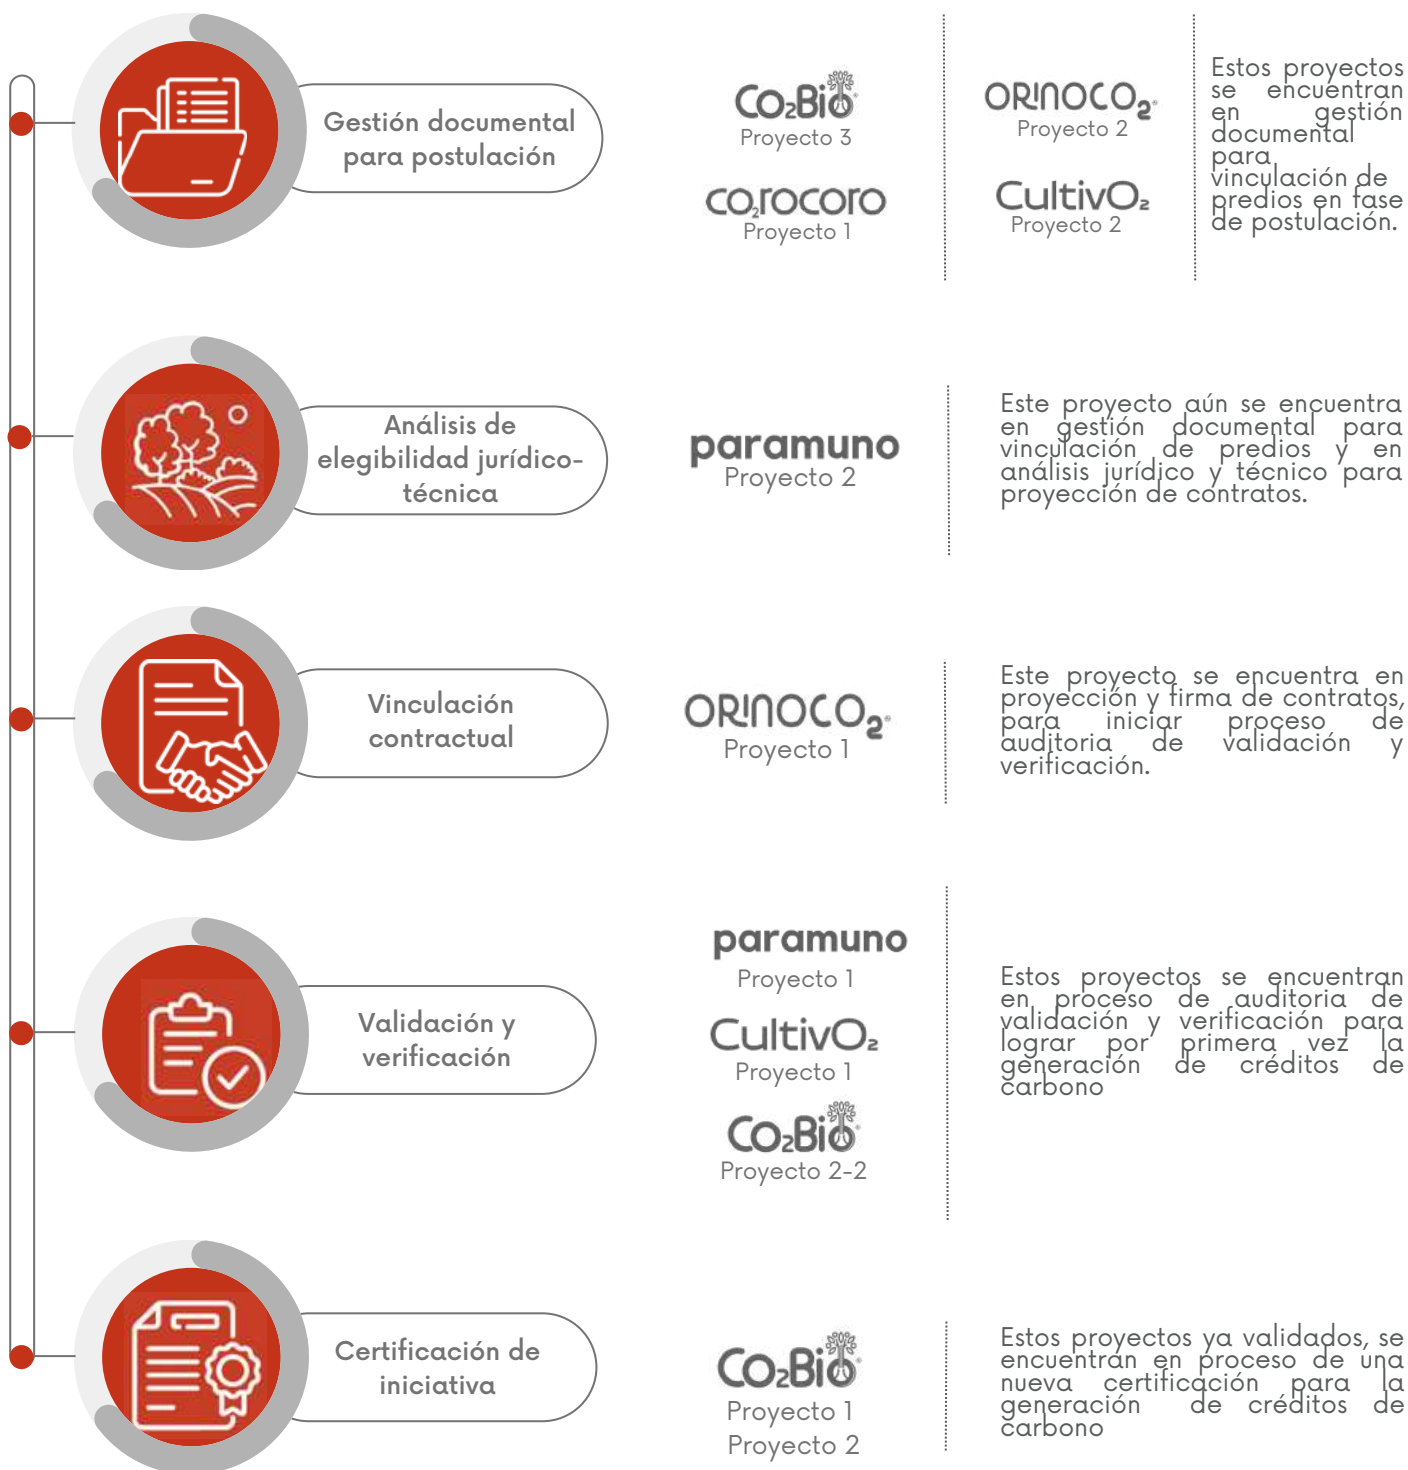 Gestión documental
para postulación
CO₂Bio®
Proyecto 3
CO₂rocoro
Proyecto 1
ORINOCO₂®
Proyecto 2
CultivO₂
Proyecto 2
Estos proyectos
se encuentran
en gestión
documental
para
vinculación de
predios en fase
de postulación.
Análisis de
elegibilidad jurídico-
técnica
paramuno
Proyecto 2
Este proyecto aún se encuentra
en gestión documental para
vinculación de predios y en
análisis jurídico y técnico para
proyección de contratos.
Vinculación
contractual
ORINOCO₂®
Proyecto 1
Este proyecto se encuentra en
proyección y firma de contratos,
para iniciar proceso de
auditoria de validación y
verificación.
Validación y
verificación
paramuno
Proyecto 1
CultivO₂
Proyecto 1
CO₂Bio®
Proyecto 2-2
Estos proyectos se encuentran
en proceso de auditoria de
validación y verificación para
lograr por primera vez la
generación de créditos de
carbono
Certificación de
iniciativa
CO₂Bio®
Proyecto 1
Proyecto 2
Estos proyectos ya validados, se
encuentran en proceso de una
nueva certificación para la
generación de créditos de
carbono